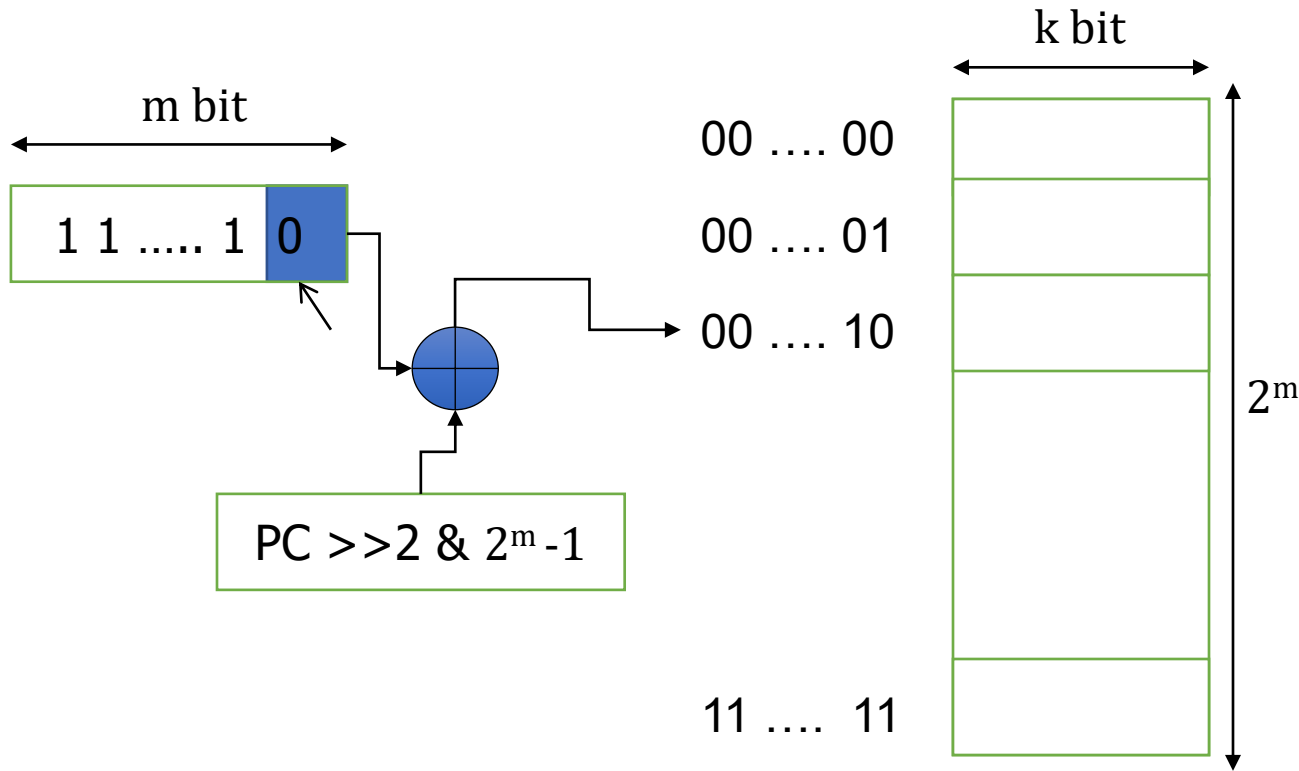 k bit
m bit
00 .... 00
1 1 ..... 1 0
00 .... 01
00 .... 10
2ᵐ
PC >>2 & 2ᵐ -1
11 .... 11